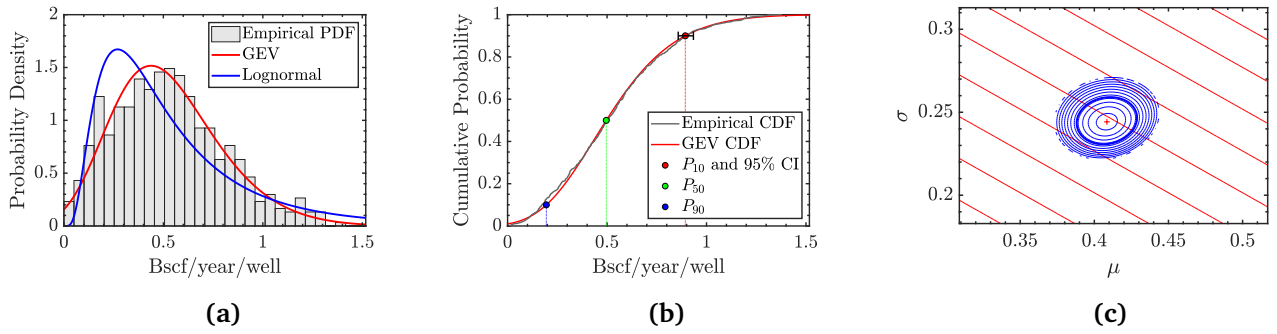 Probability Density
2
1.5
1
0.5
0
0
0.5
1
1.5
Bscf/year/well
Empirical PDF
GEV
Lognormal
(a)
Cumulative Probability
1
0.8
0.6
0.4
0.2
0
0
0.5
1
1.5
Bscf/year/well
Empirical CDF
GEV CDF
P10 and 95% CI
P50
P90
(b)
σ
0.3
0.25
0.2
0.35
0.4
0.45
0.5
μ
(c)